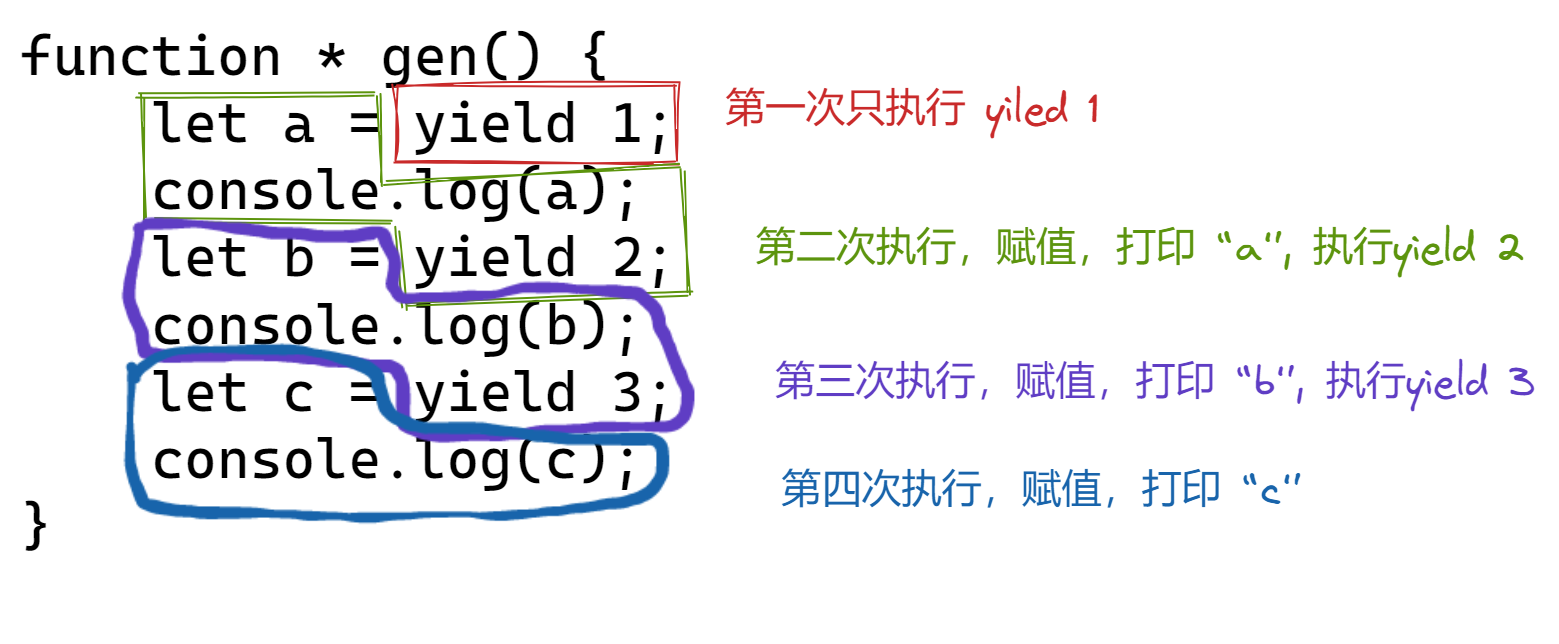 function * gen() {
let a = yield 1;
第一次只执行 yiled 1
console.log(a);
let b = yield 2;
第二次执行，赋值，打印 “a”，执行yield 2
console.log(b);
let c = yield 3;
第三次执行，赋值，打印 “b”，执行yield 3
console.log(c);
第四次执行，赋值，打印 “c”
}